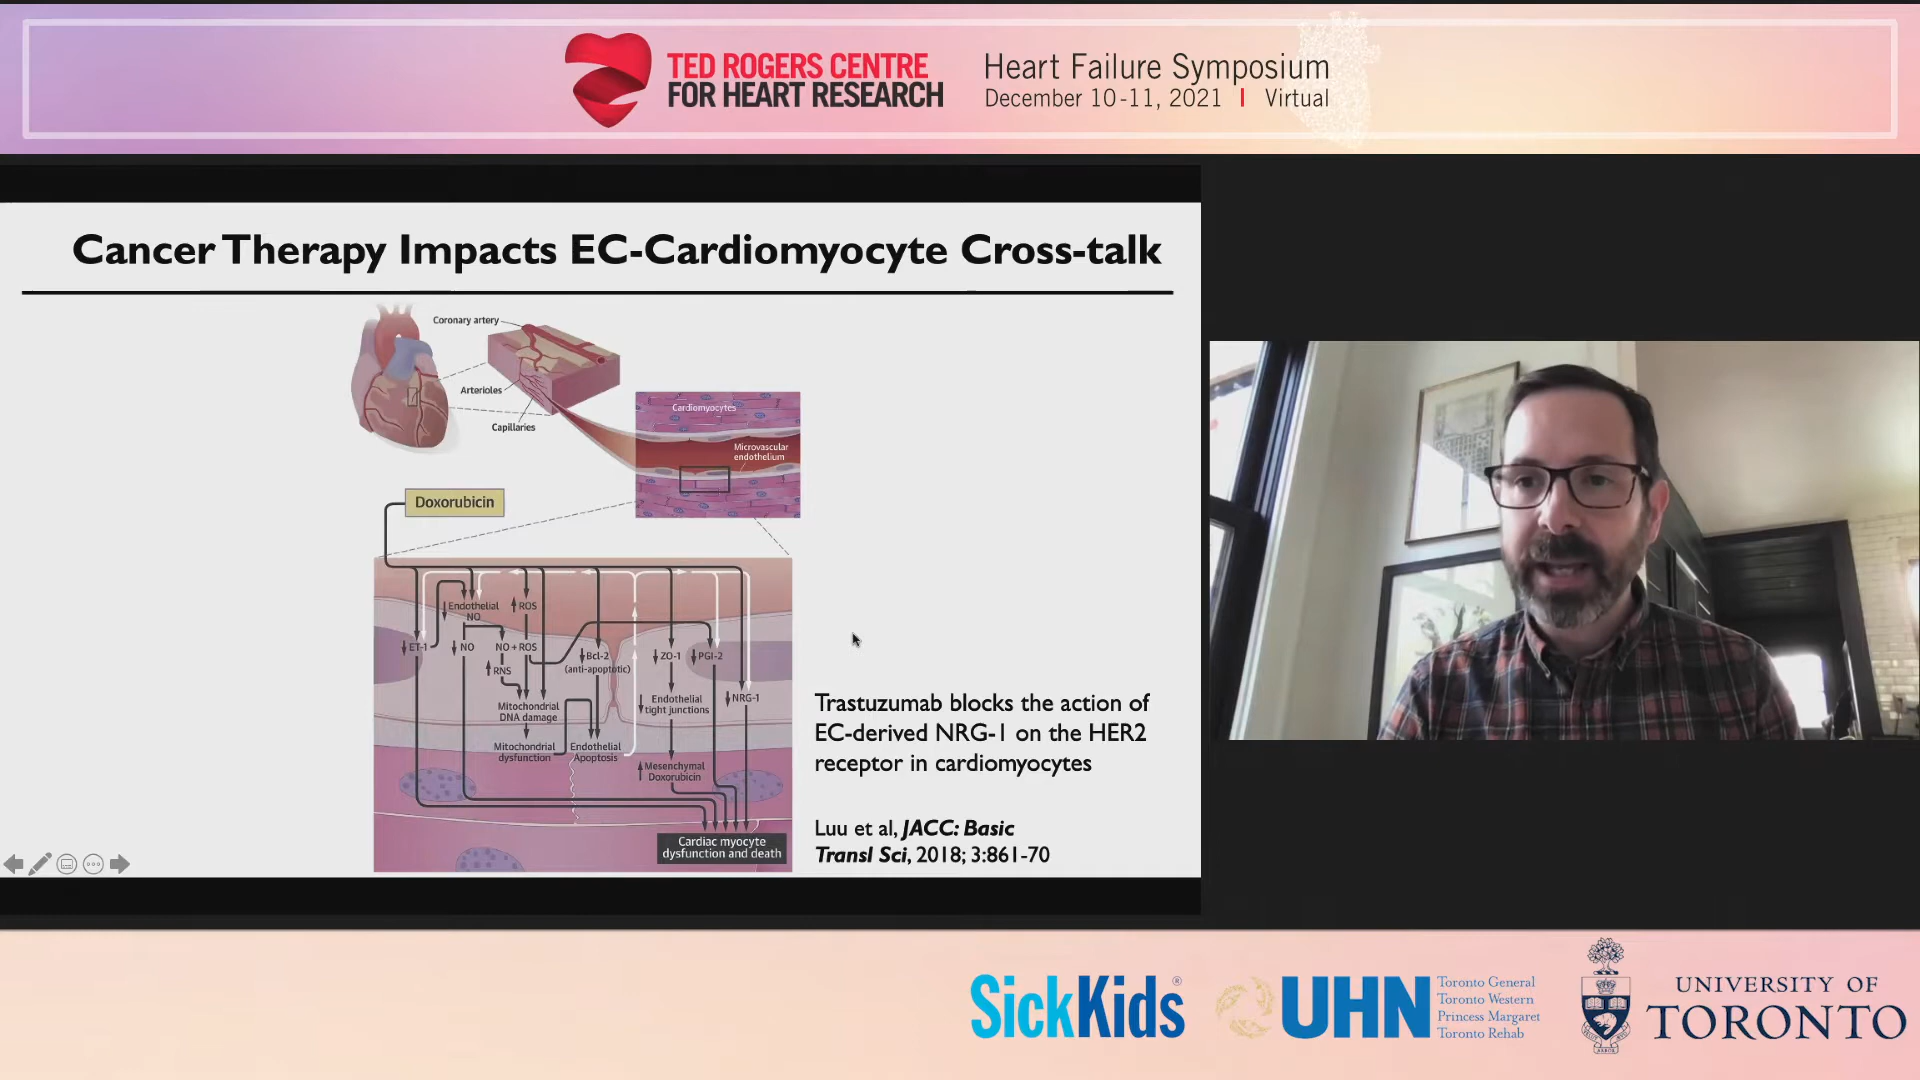 TED ROGERS CENTRE
FOR HEART RESEARCH
Heart Failure Symposium
December 10-11, 2021 | Virtual
Cancer Therapy Impacts EC-Cardiomyocyte Cross-talk
Coronary artery
Arterioles
Capillaries
Cardiomyocytes
Microvascular
endothelium
Doxorubicin
↓Endothelial
NO
↑ROS
↓ET-1
↓NO
NO+ROS
↑RNS
↓Bcl-2
(anti-apoptotic)
↓ZO-1
↓PGI-2
Mitochondrial
DNA damage
↓Endothelial
tight junctions
↓NRG-1
Mitochondrial
dysfunction
Endothelial
Apoptosis
↑Mesenchymal
Doxorubicin
Cardiac myocyte
dysfunction and death
Trastuzumab blocks the action of
EC-derived NRG-1 on the HER2
receptor in cardiomyocytes
Luu et al, JACC: Basic
Transl Sci, 2018; 3:861-70
SickKids®
UHN
Toronto General
Toronto Western
Princess Margaret
Toronto Rehab
UNIVERSITY OF
TORONTO